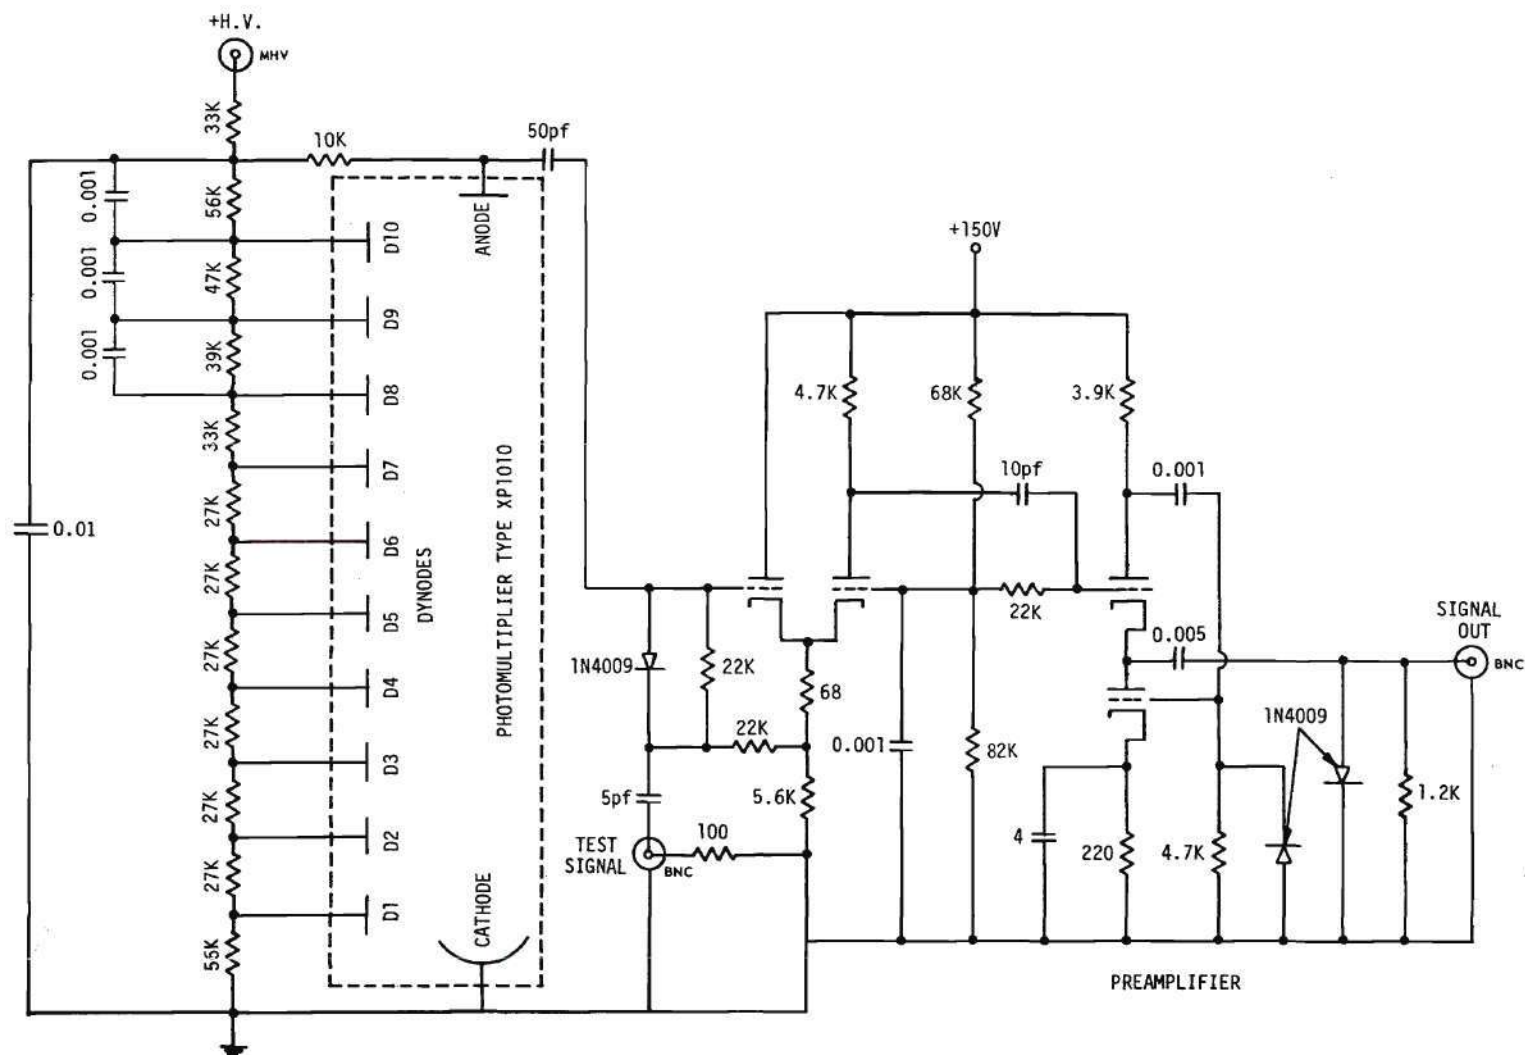 +H.V.
MHV
33K
10K
50pf
0.001
56K
D10
ANODE
0.001
47K
D9
0.001
39K
D8
33K
D7
27K
0.01
D6
27K
D5
27K
D4
27K
D3
27K
D2
27K
D1
55K
DYNODES
PHOTOMULTIPLIER TYPE XP1010
CATHODE
+150V
4.7K
68K
3.9K
10pf
0.001
22K
1N4009
22K
68
0.005
SIGNAL
OUT
BNC
22K
0.001
82K
1N4009
5pf
5.6K
1.2K
TEST
SIGNAL
BNC
100
4
220
4.7K
PREAMPLIFIER